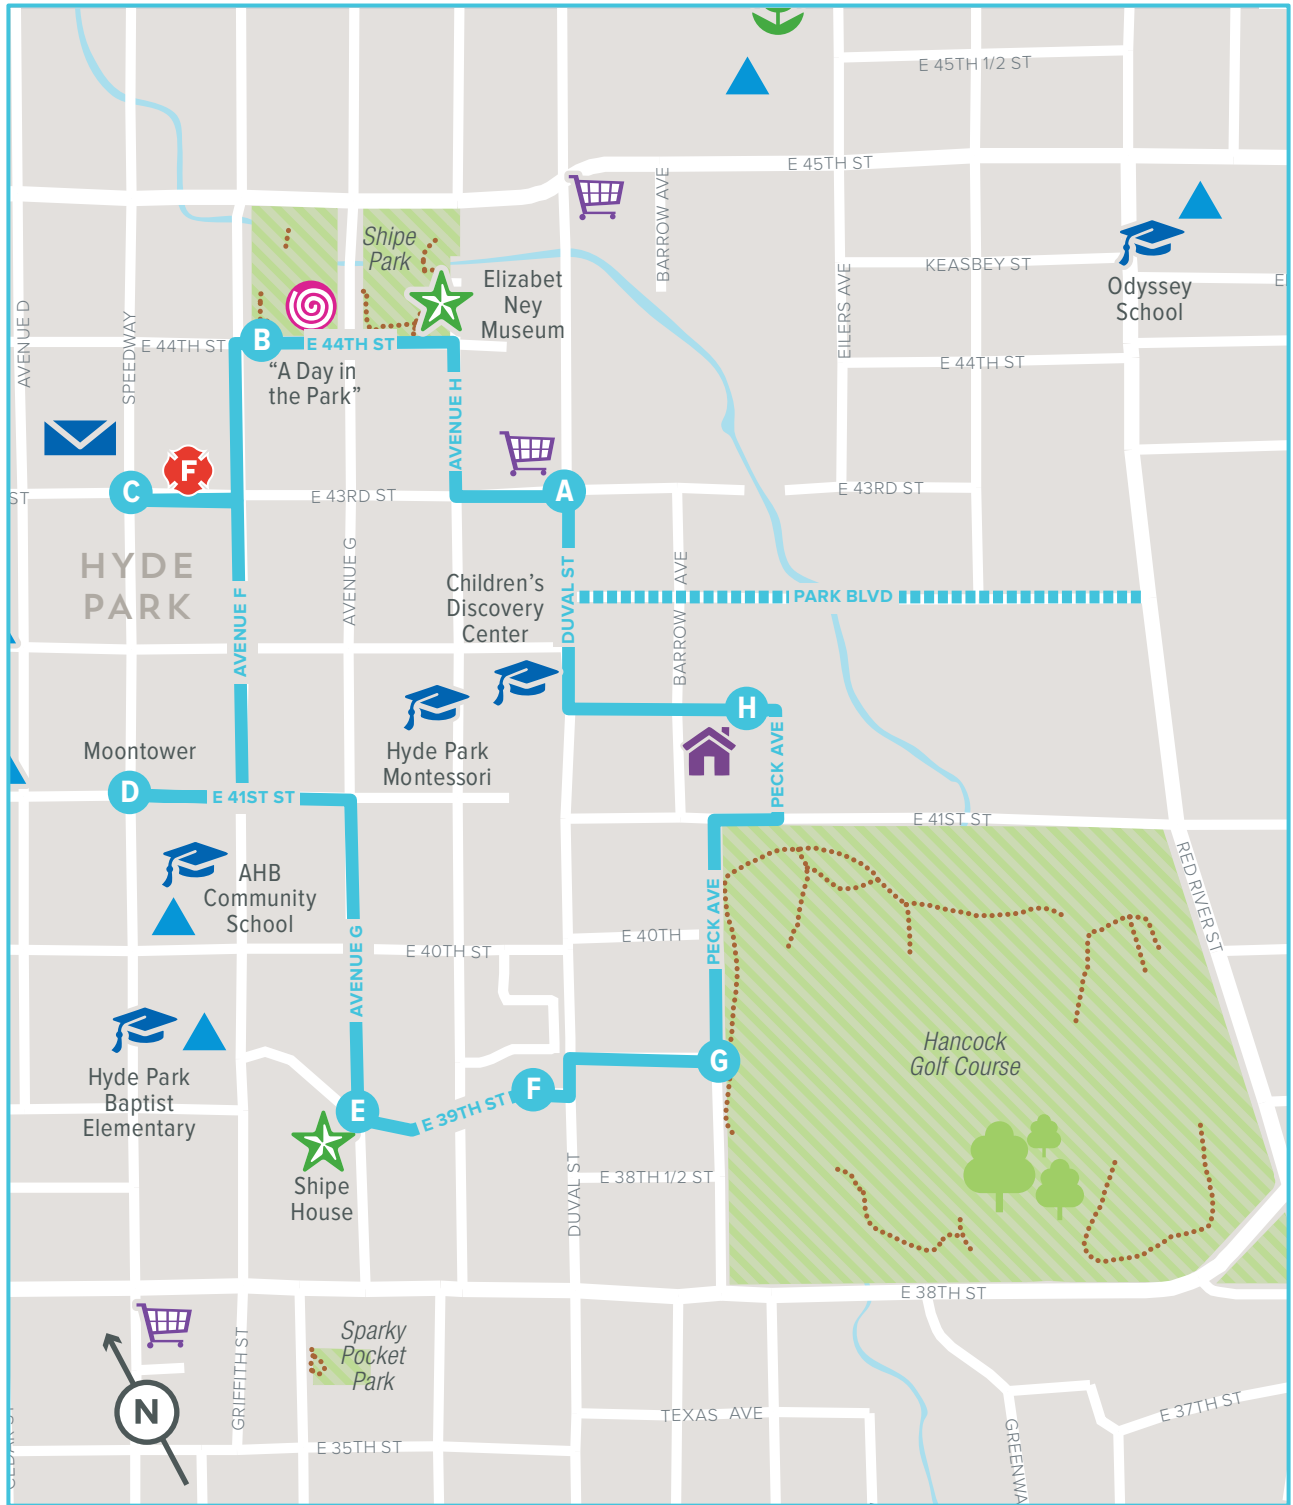 E 45TH 1/2 ST
E 45TH ST
BARROW AVE
Shipe
Park
KEASBEY ST
EILERS AVE
Odyssey
School
E
Elizabet
Ney
Museum
AVENUE D
SPEEDWAY
E 44TH ST
B
E 44TH ST
"A Day in
the Park"
E 44TH ST
AVENUE H
F
C
A
ST
E 43RD ST
E 43RD ST
HYDE
PARK
AVENUE F
AVENUE G
Children's
Discovery
Center
DUVAL ST
BARROW AVE
PARK BLVD
H
Moontower
D
E 41ST ST
Hyde Park
Montessori
PECK AVE
E 41ST ST
RED RIVER ST
AHB
Community
School
PECK AVE
E 40TH ST
E 40TH
AVENUE G
Hyde Park
Baptist
Elementary
Hancock
Golf Course
G
F
E
E 39TH ST
Shipe
House
DUVAL ST
E 38TH 1/2 ST
E 38TH ST
Sparky
Pocket
Park
GRIFFITH ST
N
TEXAS AVE
E 37TH ST
GREENWA
E 35TH ST